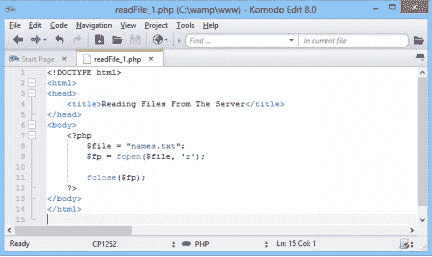 readFile_1.php (C:\wamp\www) - Komodo Edit 8.0
File Edit Code Navigation View Project Tools Help
Find ... In current file
Start Page readFile_1.php
1 <!DOCTYPE html>
2 <html>
3 <head>
4 <title>Reading Files From The Server</title>
5 </head>
6 <body>
7 <?php
8 $file = "names.txt";
9 $fp = fopen($file, 'r');
10
11 fclose($fp);
12 ?>
13 </body>
14 </html>
15
Ready CP1252 PHP Ln: 15 Col: 1